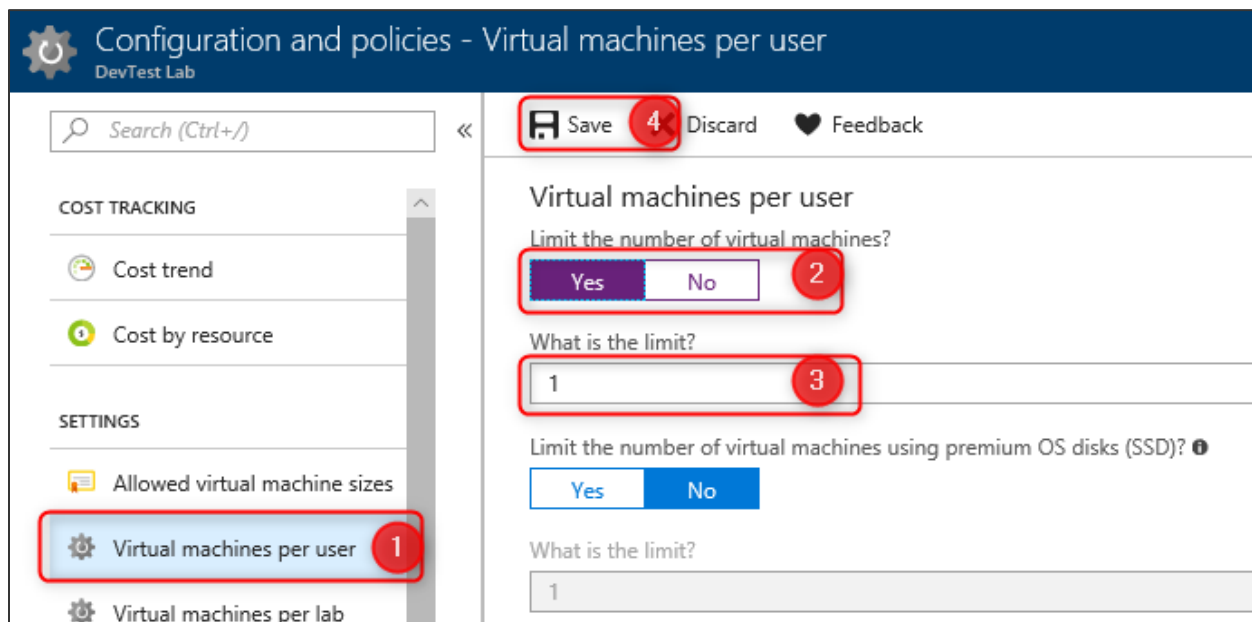 Configuration and policies - Virtual machines per user
DevTest Lab
Search (Ctrl+/)
«
COST TRACKING
Cost trend
Cost by resource
SETTINGS
Allowed virtual machine sizes
Virtual machines per user 1
Virtual machines per lab
Save 4 Discard Feedback
Virtual machines per user
Limit the number of virtual machines?
Yes No 2
What is the limit?
1 3
Limit the number of virtual machines using premium OS disks (SSD)?
Yes No
What is the limit?
1